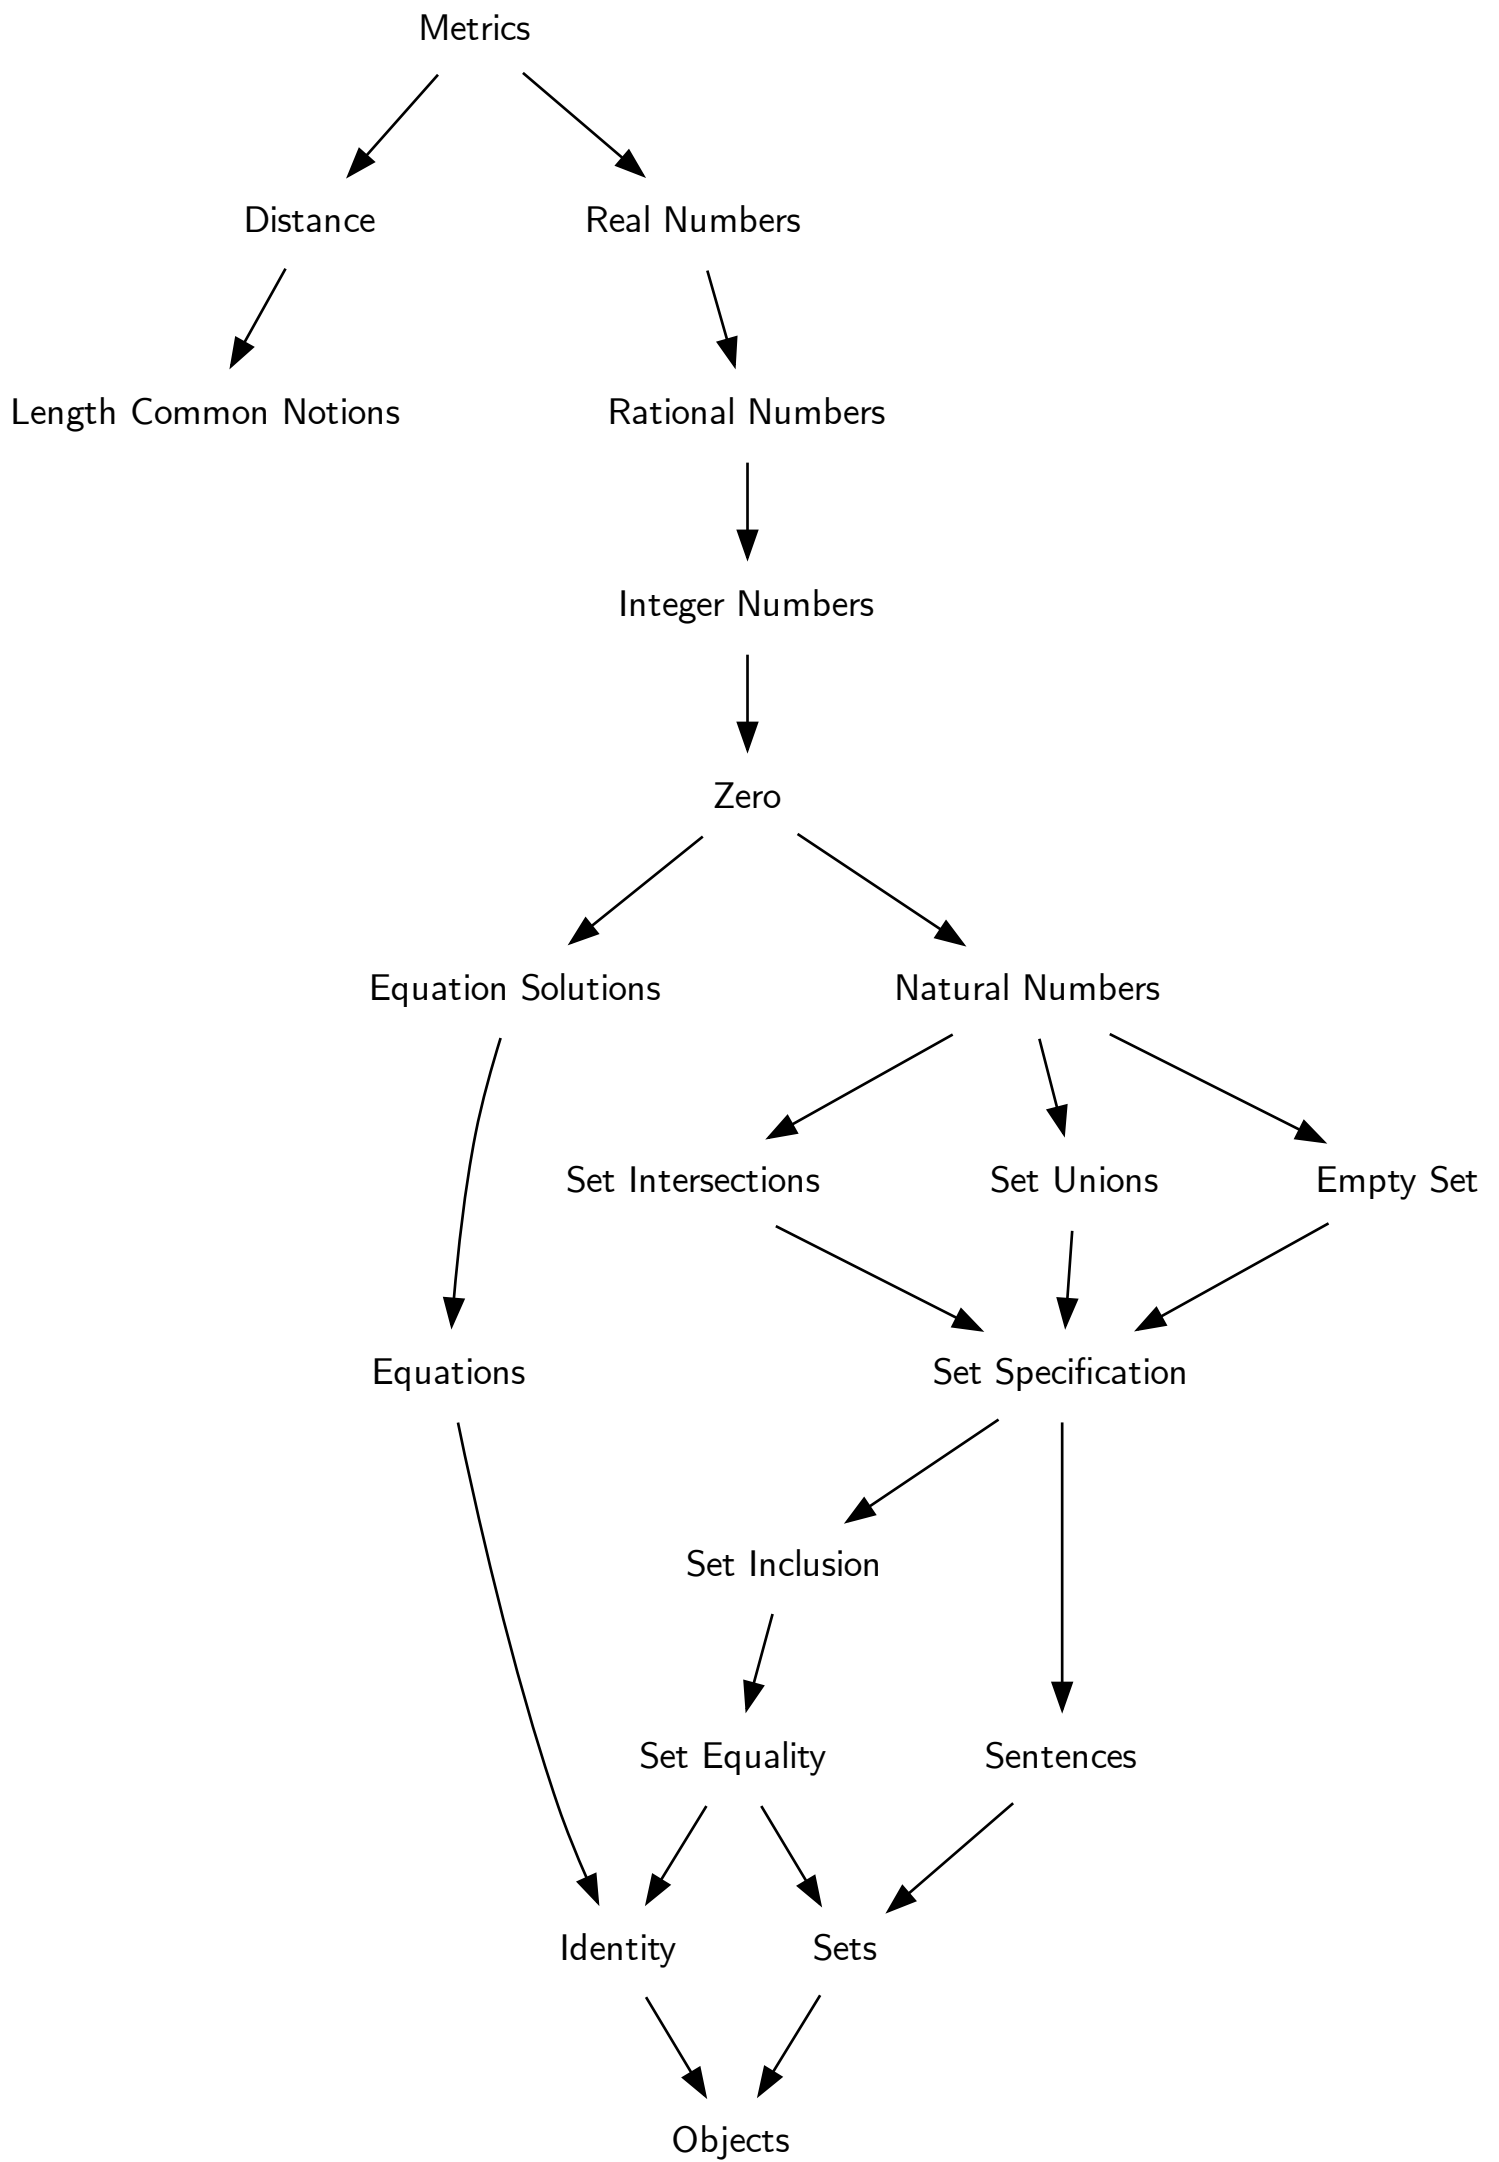 Metrics
Distance
Real Numbers
Length Common Notions
Rational Numbers
Integer Numbers
Zero
Equation Solutions
Natural Numbers
Set Intersections
Set Unions
Empty Set
Equations
Set Specification
Set Inclusion
Set Equality
Sentences
Identity
Sets
Objects